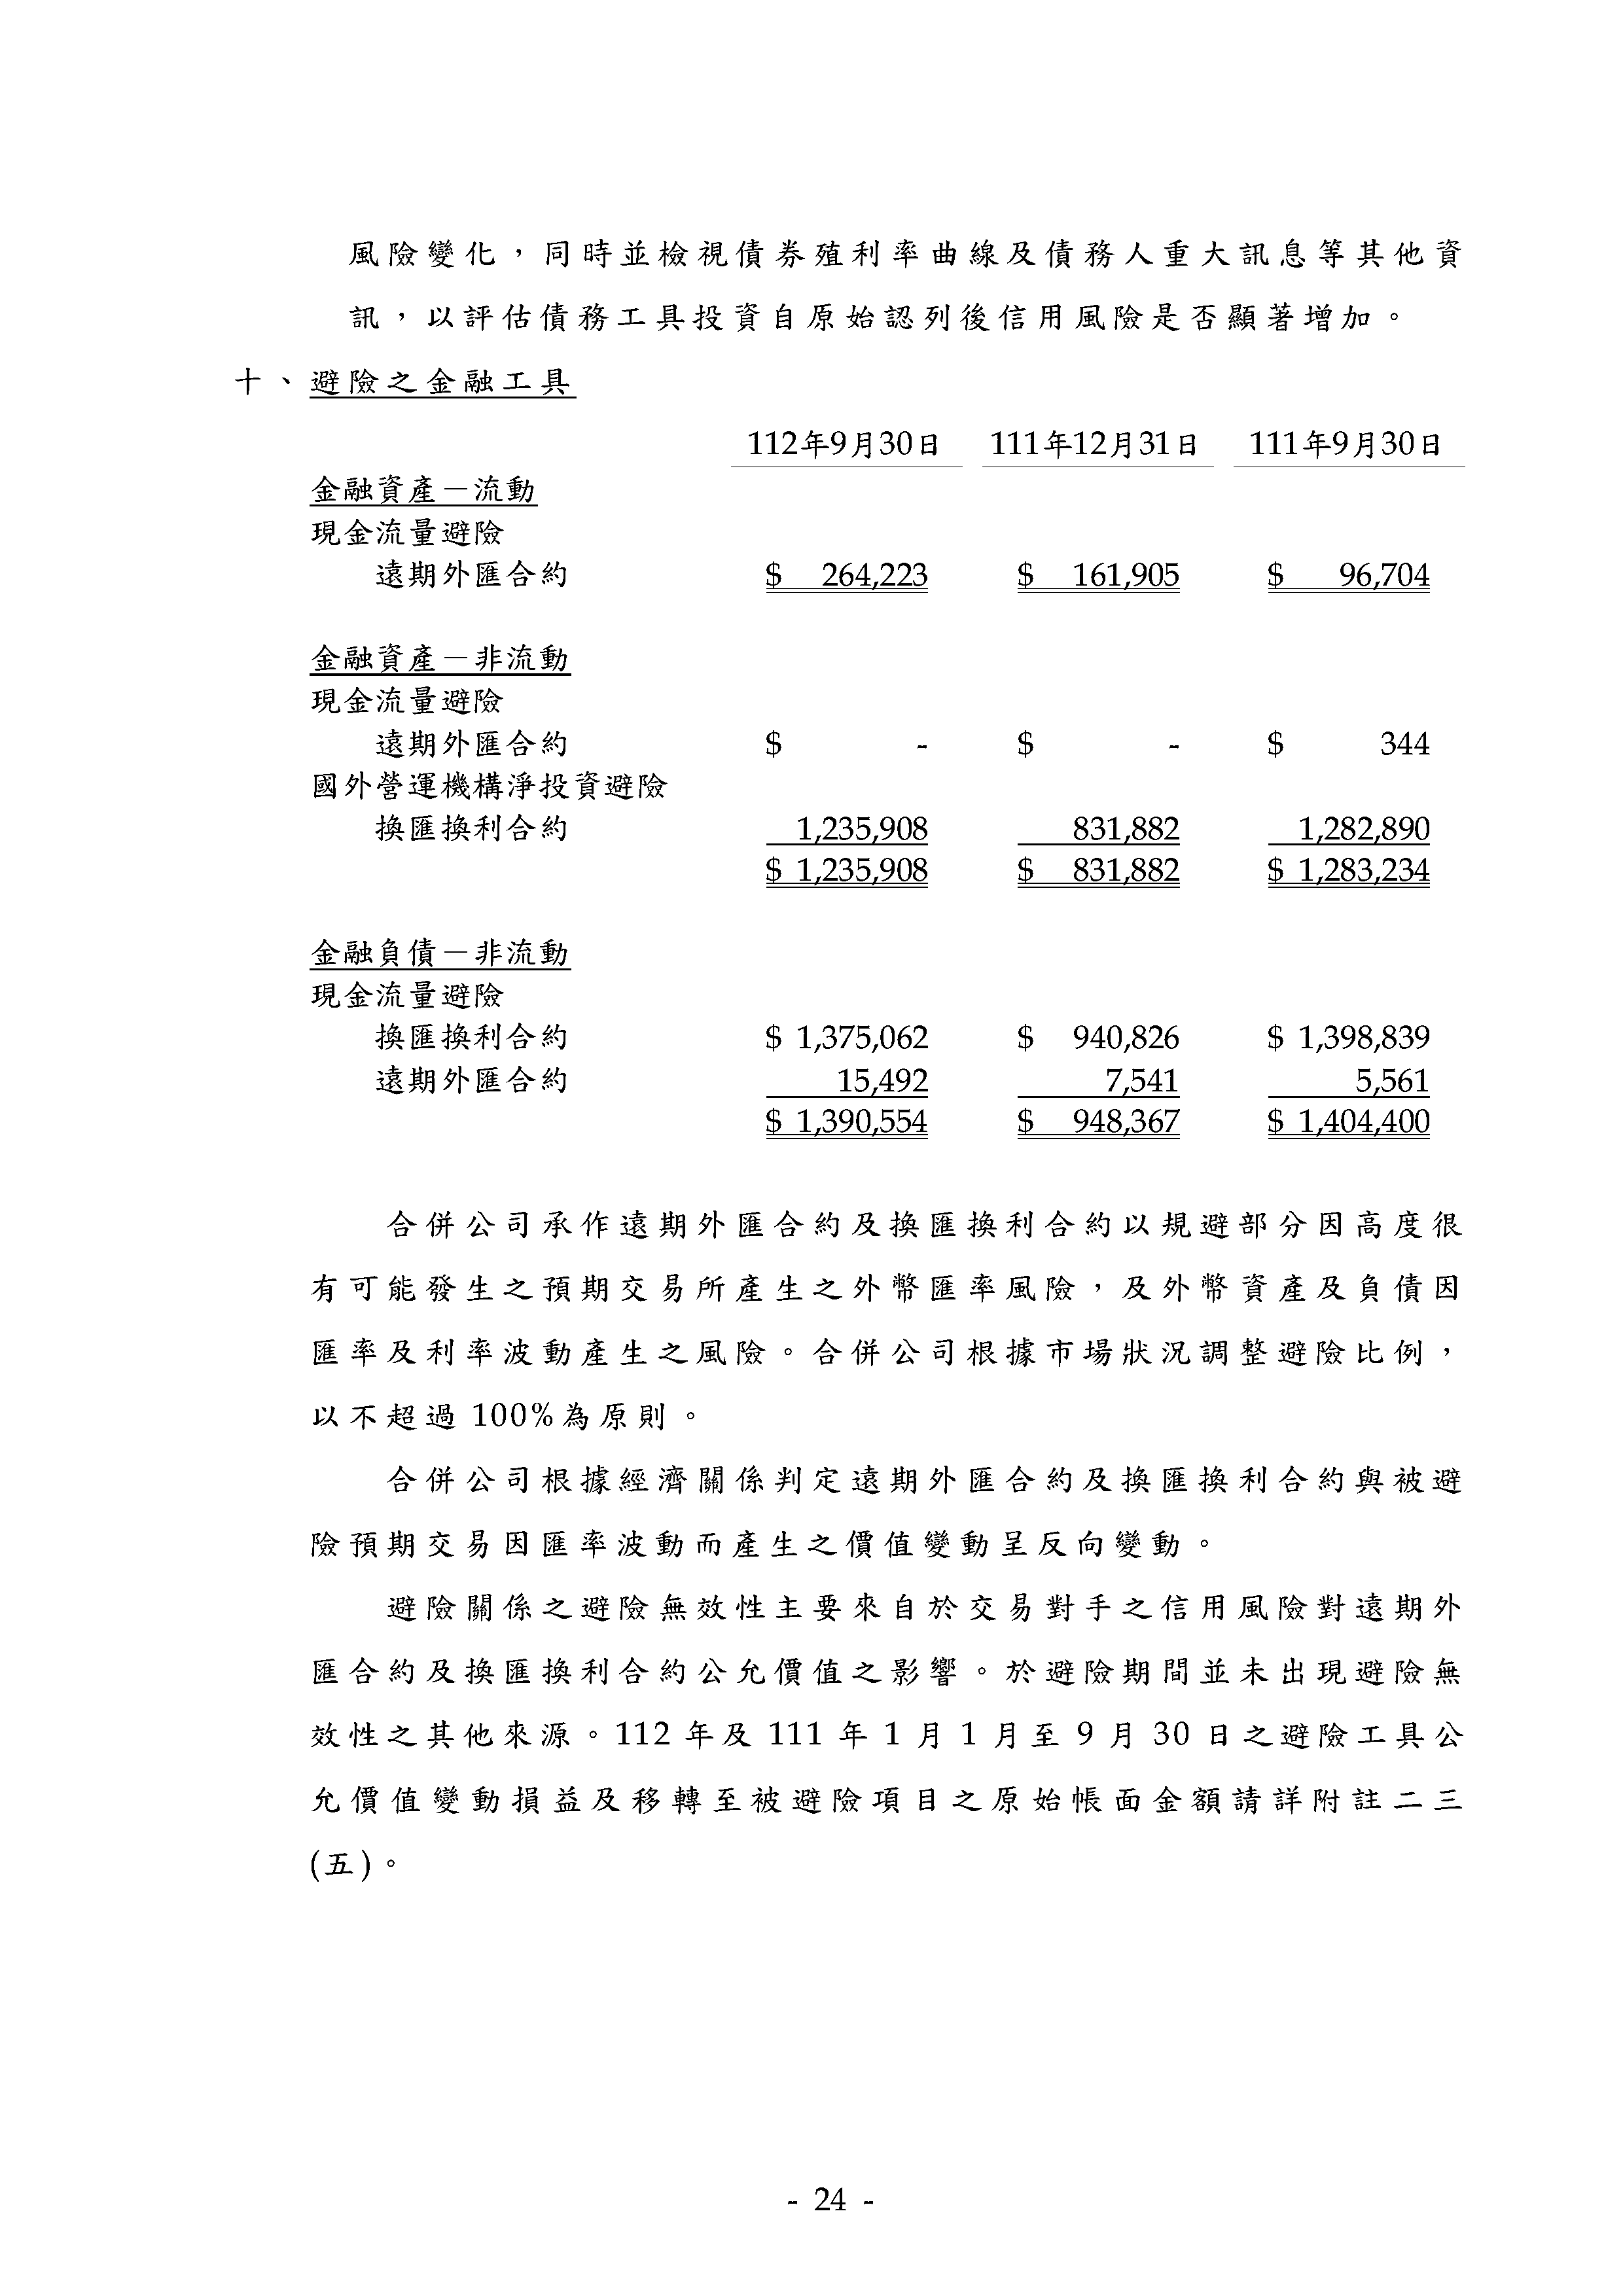 風險變化，同時並檢視債券殖利率曲線及債務人重大訊息等其他資
訊，以評估債務工具投資自原始認列後信用風險是否顯著增加。
十、避險之金融工具
112年9月30日 111年12月31日 111年9月30日
金融資產－流動
現金流量避險
遠期外匯合約 $ 264,223 $ 161,905 $ 96,704
金融資產－非流動
現金流量避險
遠期外匯合約 $ - $ - $ 344
國外營運機構淨投資避險
換匯換利合約 1,235,908 831,882 1,282,890
$ 1,235,908 $ 831,882 $ 1,283,234
金融負債－非流動
現金流量避險
換匯換利合約 $ 1,375,062 $ 940,826 $ 1,398,839
遠期外匯合約 15,492 7,541 5,561
$ 1,390,554 $ 948,367 $ 1,404,400
合併公司承作遠期外匯合約及換匯換利合約以規避部分因高度很
有可能發生之預期交易所產生之外幣匯率風險，及外幣資產及負債因
匯率及利率波動產生之風險。合併公司根據市場狀況調整避險比例，
以不超過 100%為原則。
合併公司根據經濟關係判定遠期外匯合約及換匯換利合約與被避
險預期交易因匯率波動而產生之價值變動呈反向變動。
避險關係之避險無效性主要來自於交易對手之信用風險對遠期外
匯合約及換匯換利合約公允價值之影響。於避險期間並未出現避險無
效性之其他來源。112 年及 111 年 1 月 1 月至 9 月 30 日之避險工具公
允價值變動損益及移轉至被避險項目之原始帳面金額請詳附註二三
(五)。
- 24 -